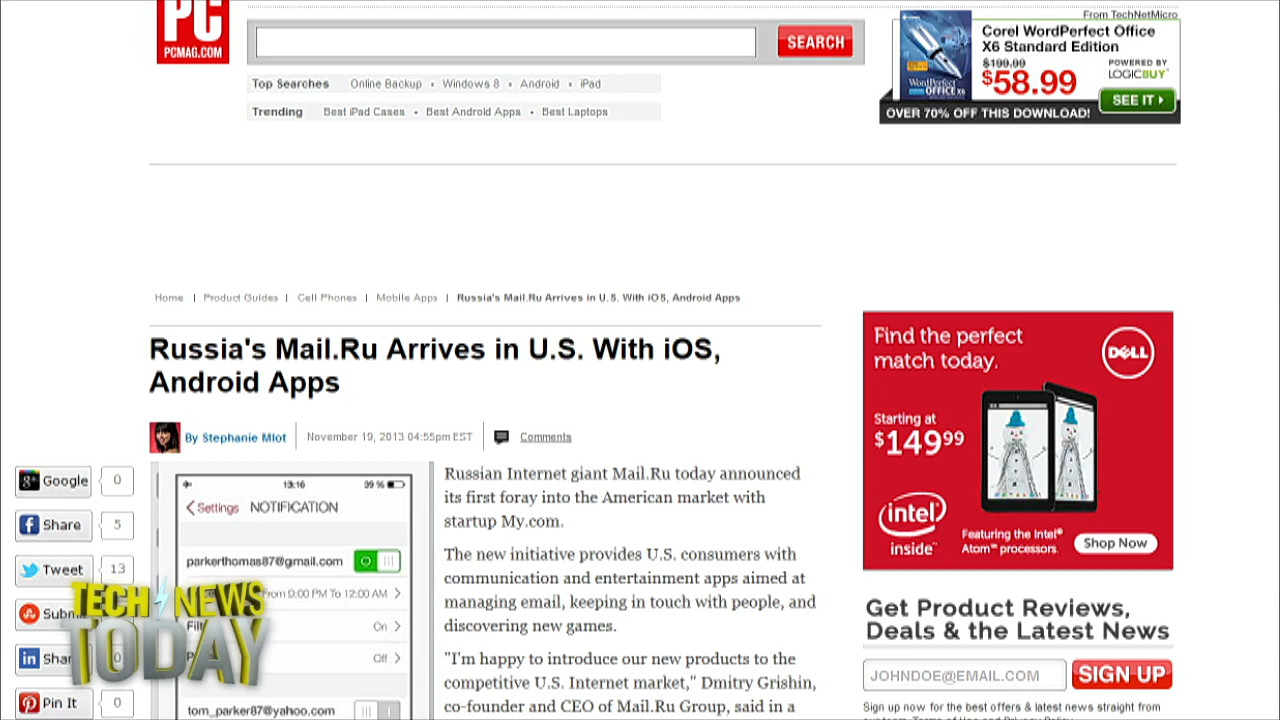 PC
PCMAG.COM
SEARCH
Top Searches Online Backup • Windows 8 • Android • iPad
Trending Best iPad Cases • Best Android Apps • Best Laptops
From TechNetMicro
Corel WordPerfect Office
X6 Standard Edition
$199.99
$58.99
POWERED BY
LOGICBUY
SEE IT
OVER 70% OFF THIS DOWNLOAD!
WordPerfect
OFFICE X6
Home | Product Guides | Cell Phones | Mobile Apps | Russia's Mail.Ru Arrives in U.S. With iOS, Android Apps
Russia's Mail.Ru Arrives in U.S. With iOS,
Android Apps
By Stephanie Mlot | November 19, 2013 04:55pm EST | Comments
Google 0
Share 5
Tweet 13
Subm
Shar 0
Pin It 0
TECH NEWS
TODAY
13:16 39 %
Settings NOTIFICATION
parkerthomas87@gmail.com
From 9:00 PM To 12:00 AM
Filt On
Off
tom_parker87@yahoo.com
Russian Internet giant Mail.Ru today announced
its first foray into the American market with
startup My.com.
The new initiative provides U.S. consumers with
communication and entertainment apps aimed at
managing email, keeping in touch with people, and
discovering new games.
"I'm happy to introduce our new products to the
competitive U.S. Internet market," Dmitry Grishin,
co-founder and CEO of Mail.Ru Group, said in a
Find the perfect
match today.
DELL
Starting at
$149.99
intel
inside
Featuring the Intel®
Atom™ processors.
Shop Now
Get Product Reviews,
Deals & the Latest News
JOHNDOE@EMAIL.COM SIGN UP
Sign up now for the best offers & latest news straight from